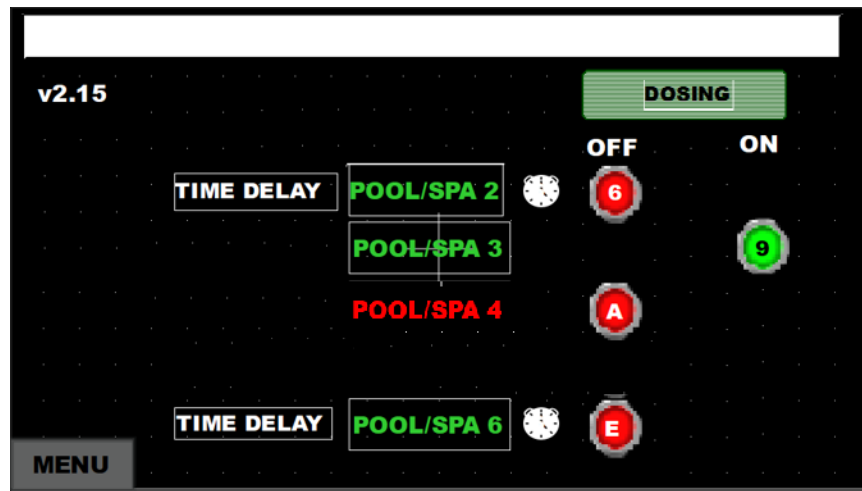 v2.15 DOSING
OFF ON
TIME DELAY POOL/SPA 2 6
POOL/SPA 3 9
POOL/SPA 4 A
TIME DELAY POOL/SPA 6 E
MENU